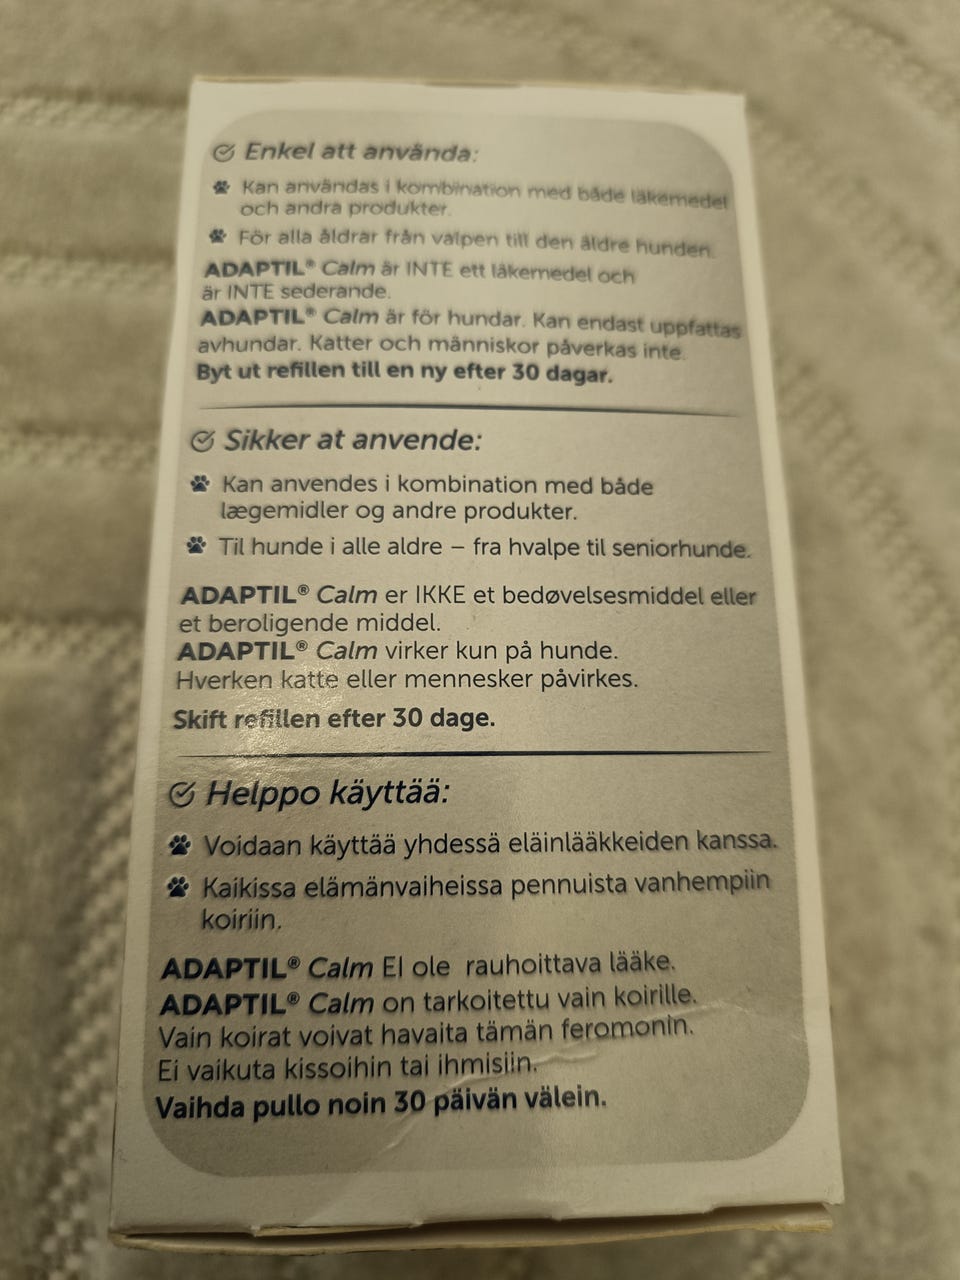 Enkel att använda:
Kan användas i kombination med både läkemedel
och andra produkter.
För alla åldrar från valpen till den äldre hunden.
ADAPTIL® Calm är INTE ett läkemedel och
är INTE sederande.
ADAPTIL® Calm är för hundar. Kan endast uppfattas
avhundar. Katter och människor påverkas inte.
Byt ut refillen till en ny efter 30 dagar.
Sikker at anvende:
Kan anvendes i kombination med både
lægemidler og andre produkter.
Til hunde i alle aldre – fra hvalpe til seniorhunde.
ADAPTIL® Calm er IKKE et bedøvelsesmiddel eller
et beroligende middel.
ADAPTIL® Calm virker kun på hunde.
Hverken katte eller mennesker påvirkes.
Skift refillen efter 30 dage.
Helppo käyttää:
Voidaan käyttää yhdessä eläinlääkkeiden kanssa.
Kaikissa elämänvaiheissa pennuista vanhempiin
koiriin.
ADAPTIL® Calm EI ole rauhoittava lääke.
ADAPTIL® Calm on tarkoitettu vain koirille.
Vain koirat voivat havaita tämän feromonin.
Ei vaikuta kissoihin tai ihmisiin.
Vaihda pullo noin 30 päivän välein.